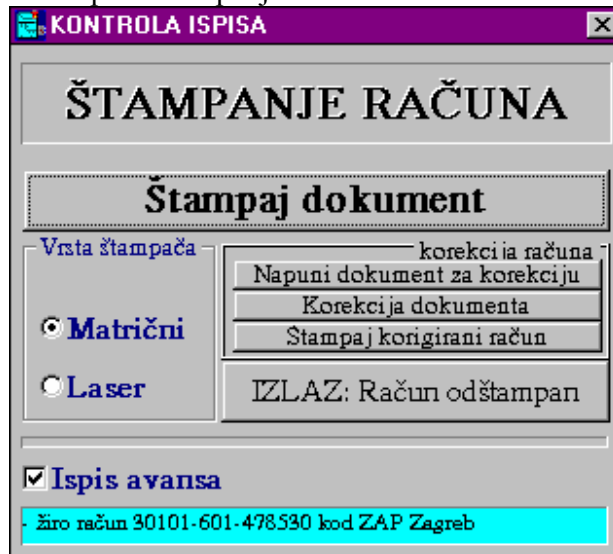 KONTROLA ISPISA
ŠTAMPANJE RAČUNA
Štampaj dokument
Vrsta štampača
Matrični
Laser
korekcija računa
Napuni dokument za korekciju
Korekcija dokumenta
Štampaj korigirani račun
IZLAZ: Račun odštampan
Ispis avansa
- žiro račun 30101-601-478530 kod ZAP Zagreb